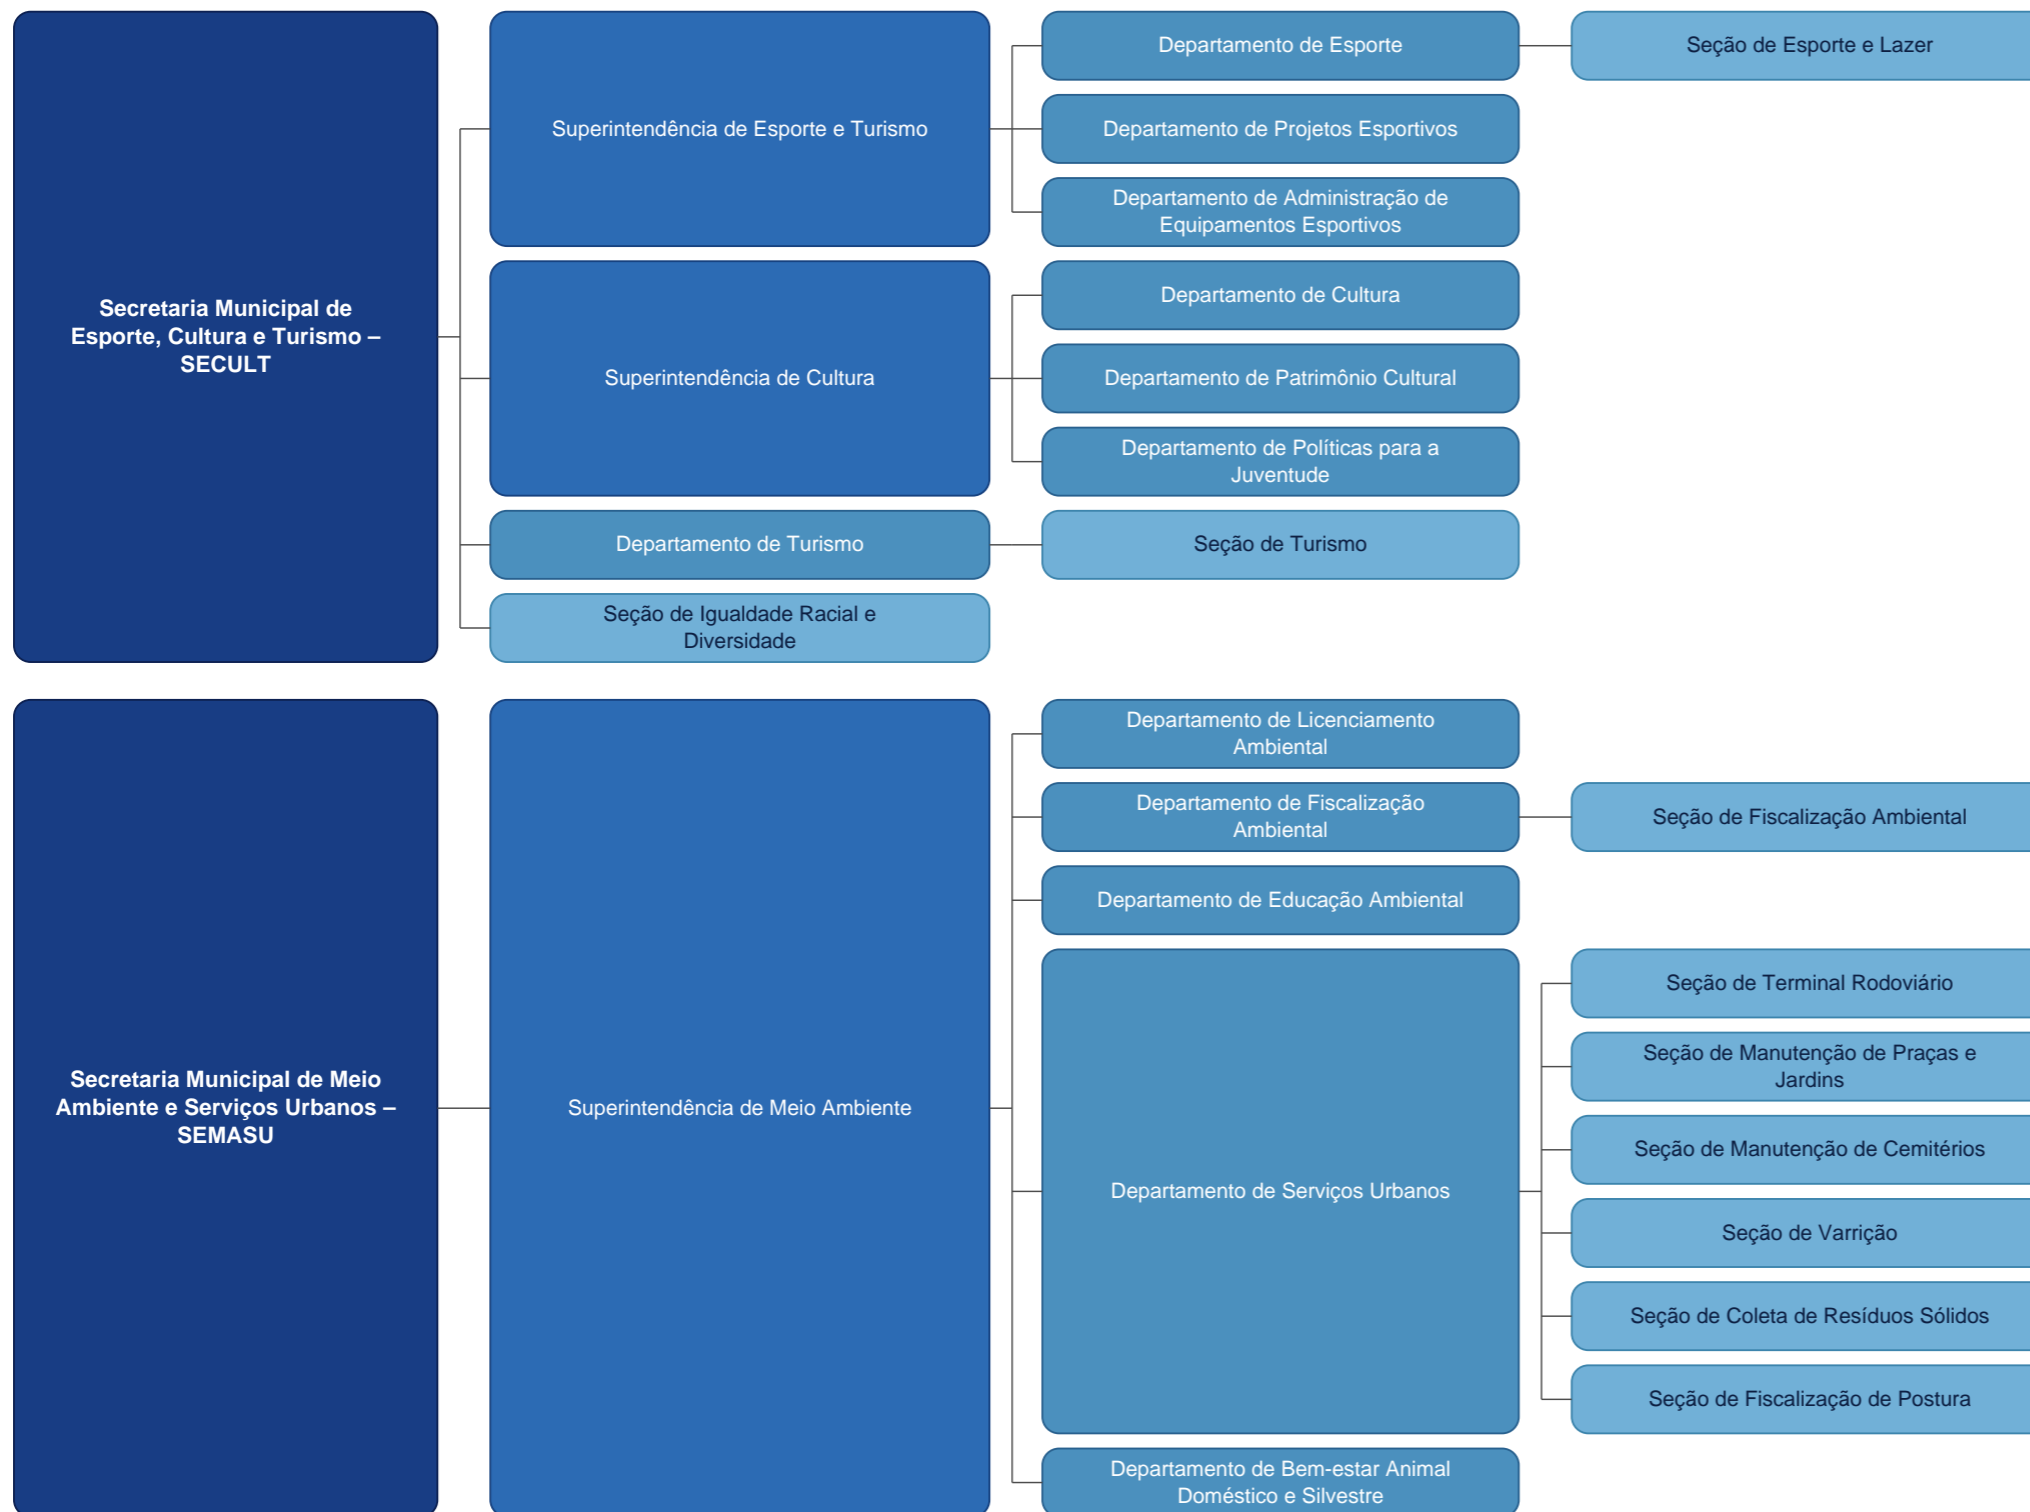 Secretaria Municipal de
Esporte, Cultura e Turismo –
SECULT
Superintendência de Esporte e Turismo
Departamento de Esporte
Seção de Esporte e Lazer
Departamento de Projetos Esportivos
Departamento de Administração de
Equipamentos Esportivos
Superintendência de Cultura
Departamento de Cultura
Departamento de Patrimônio Cultural
Departamento de Políticas para a
Juventude
Departamento de Turismo
Seção de Turismo
Seção de Igualdade Racial e
Diversidade
Secretaria Municipal de Meio
Ambiente e Serviços Urbanos –
SEMASU
Superintendência de Meio Ambiente
Departamento de Licenciamento
Ambiental
Departamento de Fiscalização
Ambiental
Seção de Fiscalização Ambiental
Departamento de Educação Ambiental
Departamento de Serviços Urbanos
Seção de Terminal Rodoviário
Seção de Manutenção de Praças e
Jardins
Seção de Manutenção de Cemitérios
Seção de Varrição
Seção de Coleta de Resíduos Sólidos
Seção de Fiscalização de Postura
Departamento de Bem-estar Animal
Doméstico e Silvestre